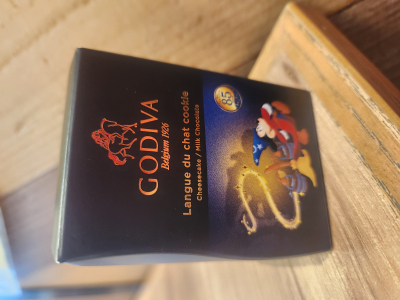 GODIVA
Belgium 1926
Langue du chat cookie
Cheesecake / Milk Chocolate
85